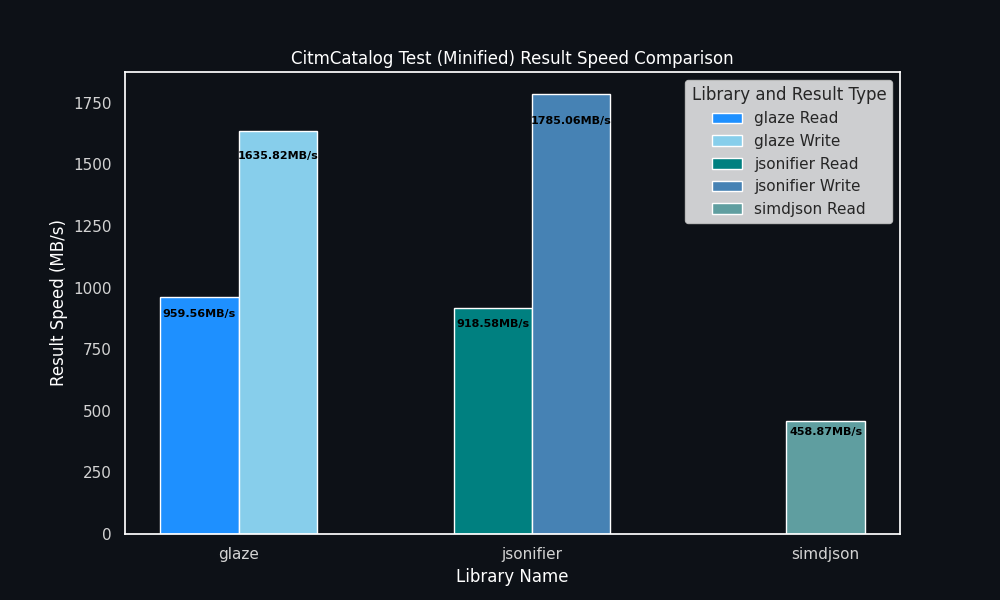 CitmCatalog Test (Minified) Result Speed Comparison
Result Speed (MB/s)
1750
1500
1250
1000
750
500
250
0
959.56MB/s
1635.82MB/s
918.58MB/s
1785.06MB/s
458.87MB/s
Library and Result Type
glaze Read
glaze Write
jsonifier Read
jsonifier Write
simdjson Read
glaze
jsonifier
simdjson
Library Name